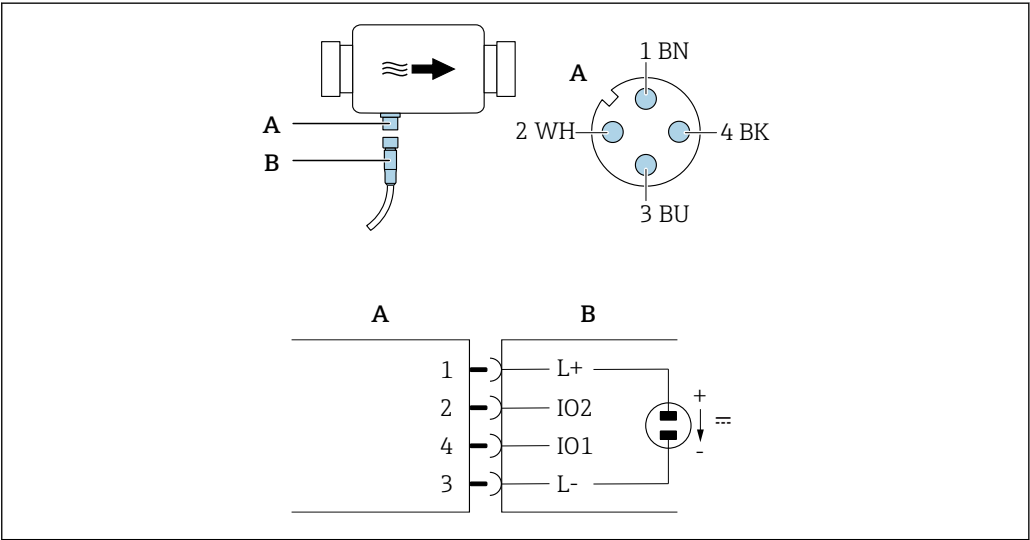 1 BN
A
2 WH
4 BK
A
B
3 BU
A B
1 L+
2 IO2 +
4 IO1 -
3 L-